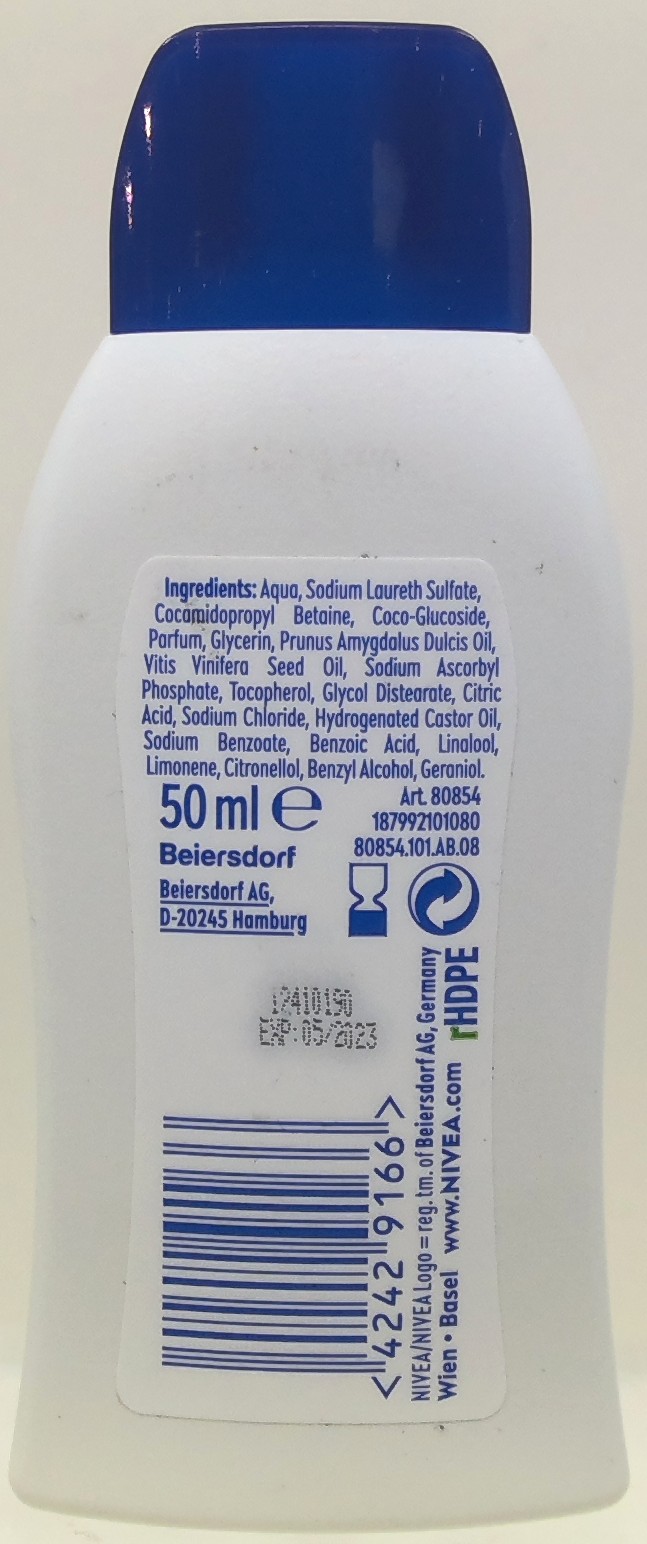 Ingredients: Aqua, Sodium Laureth Sulfate,
Cocamidopropyl Betaine, Coco-Glucoside,
Parfum, Glycerin, Prunus Amygdalus Dulcis Oil,
Vitis Vinifera Seed Oil, Sodium Ascorbyl
Phosphate, Tocopherol, Glycol Distearate, Citric
Acid, Sodium Chloride, Hydrogenated Castor Oil,
Sodium Benzoate, Benzoic Acid, Linalool,
Limonene, Citronellol, Benzyl Alcohol, Geraniol.
50 ml e
Art. 80854
187992101080
80854.101.AB.08
Beiersdorf
Beiersdorf AG,
D-20245 Hamburg
12410190
EXP:05/2023
rHDPE
<4242 9166>
NIVEA/NIVEA Logo = reg. tm. of Beiersdorf AG, Germany
Wien • Basel www.NIVEA.com